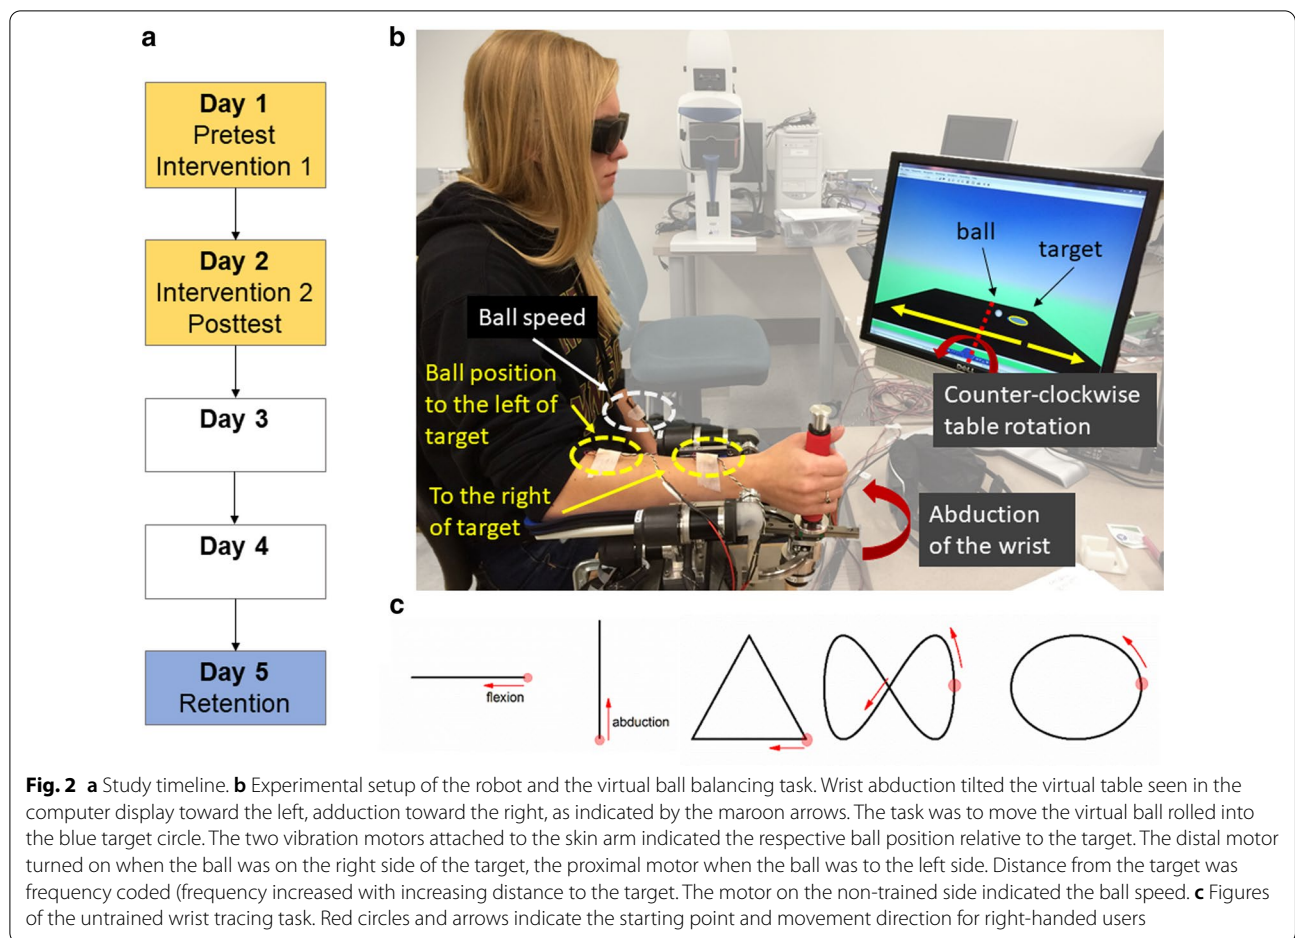 a
Day 1
Pretest
Intervention 1
Day 2
Intervention 2
Posttest
Day 3
Day 4
Day 5
Retention
b
ball
target
Ball speed
Ball position
to the left of
target
To the right
of target
Counter-clockwise
table rotation
Abduction
of the wrist
c
flexion
abduction
Fig. 2 a Study timeline. b Experimental setup of the robot and the virtual ball balancing task. Wrist abduction tilted the virtual table seen in the
computer display toward the left, adduction toward the right, as indicated by the maroon arrows. The task was to move the virtual ball rolled into
the blue target circle. The two vibration motors attached to the skin arm indicated the respective ball position relative to the target. The distal motor
turned on when the ball was on the right side of the target, the proximal motor when the ball was to the left side. Distance from the target was
frequency coded (frequency increased with increasing distance to the target. The motor on the non-trained side indicated the ball speed. c Figures
of the untrained wrist tracing task. Red circles and arrows indicate the starting point and movement direction for right-handed users